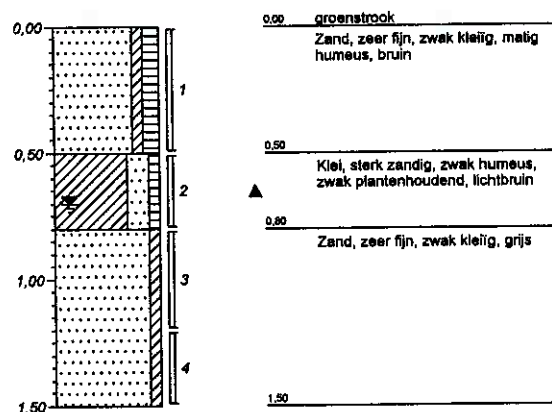 0,00
0,50
1,00
1,50
1
2
3
4
0,00 groenstrook
Zand, zeer fijn, zwak kleiïg, matig
humeus, bruin
0,50
Klei, sterk zandig, zwak humeus,
zwak plantenhoudend, lichtbruin
0,80
Zand, zeer fijn, zwak kleiïg, grijs
1,50